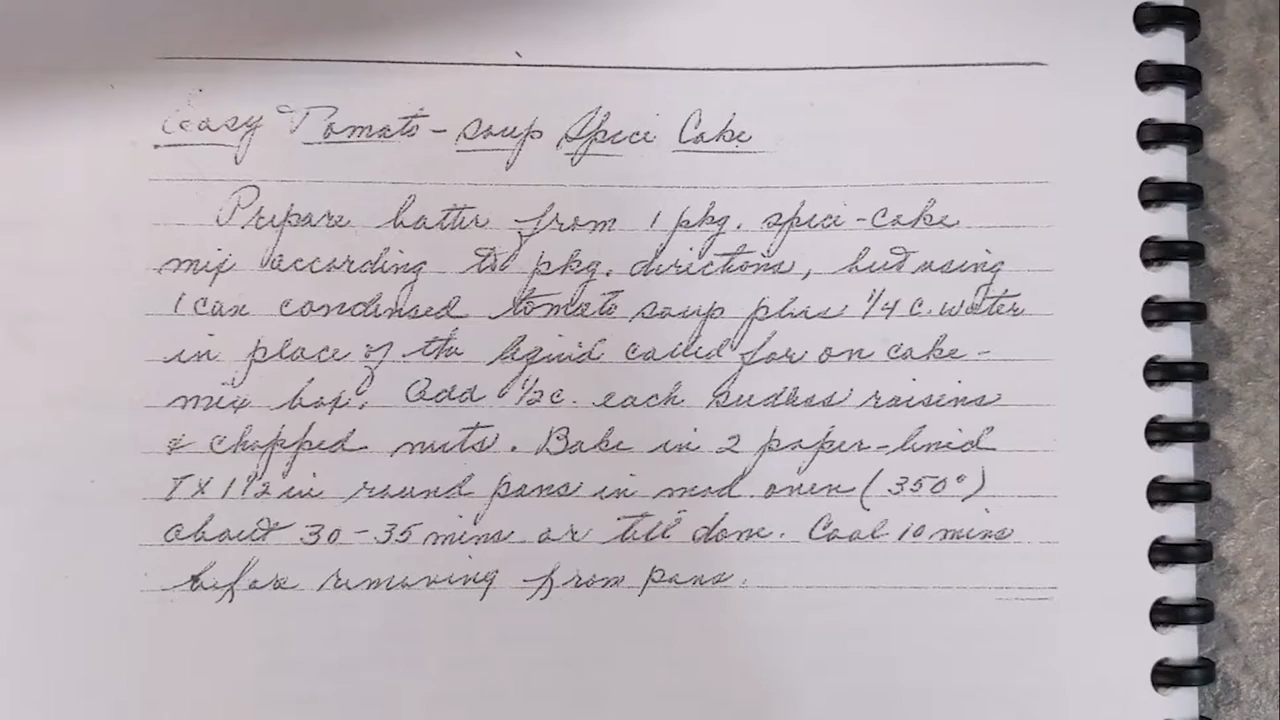 Easy Tomato-soup Spice Cake
Prepare batter from 1 pkg. spice-cake
mix according to pkg. directions, but using
1 can condensed tomato soup plus 1/4 c. water
in place of the liquid called for on cake-
mix box. Add 1/2 c. each seedless raisins
& chopped nuts. Bake in 2 paper-lined
X 1 1/2 in round pans in mod. oven (350°)
about 30-35 mins or till done. Cool 10 mins
before removing from pans.